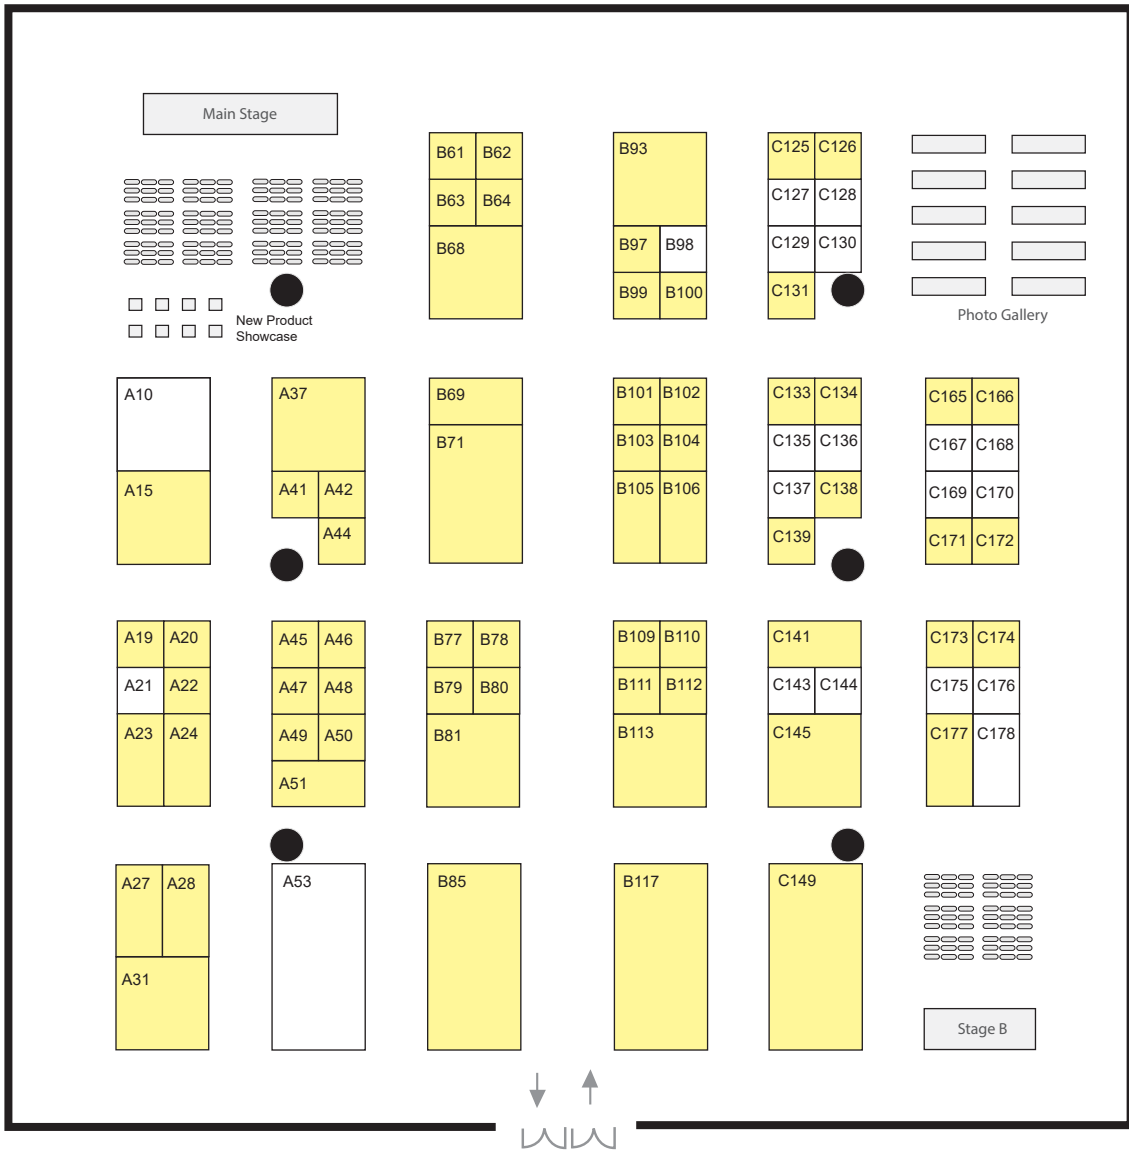 Main Stage
B61 B62
B63 B64
B68
B93
B97 B98
B99 B100
C125 C126
C127 C128
C129 C130
C131
Photo Gallery
New Product
Showcase
A10
A15
A37
A41 A42
A44
B69
B71
B101 B102
B103 B104
B105 B106
C133 C134
C135 C136
C137 C138
C139
C165 C166
C167 C168
C169 C170
C171 C172
A19 A20
A21 A22
A23 A24
A45 A46
A47 A48
A49 A50
A51
B77 B78
B79 B80
B81
B109 B110
B111 B112
B113
C141
C143 C144
C145
C173 C174
C175 C176
C177 C178
A27 A28
A31
A53
B85
B117
C149
Stage B